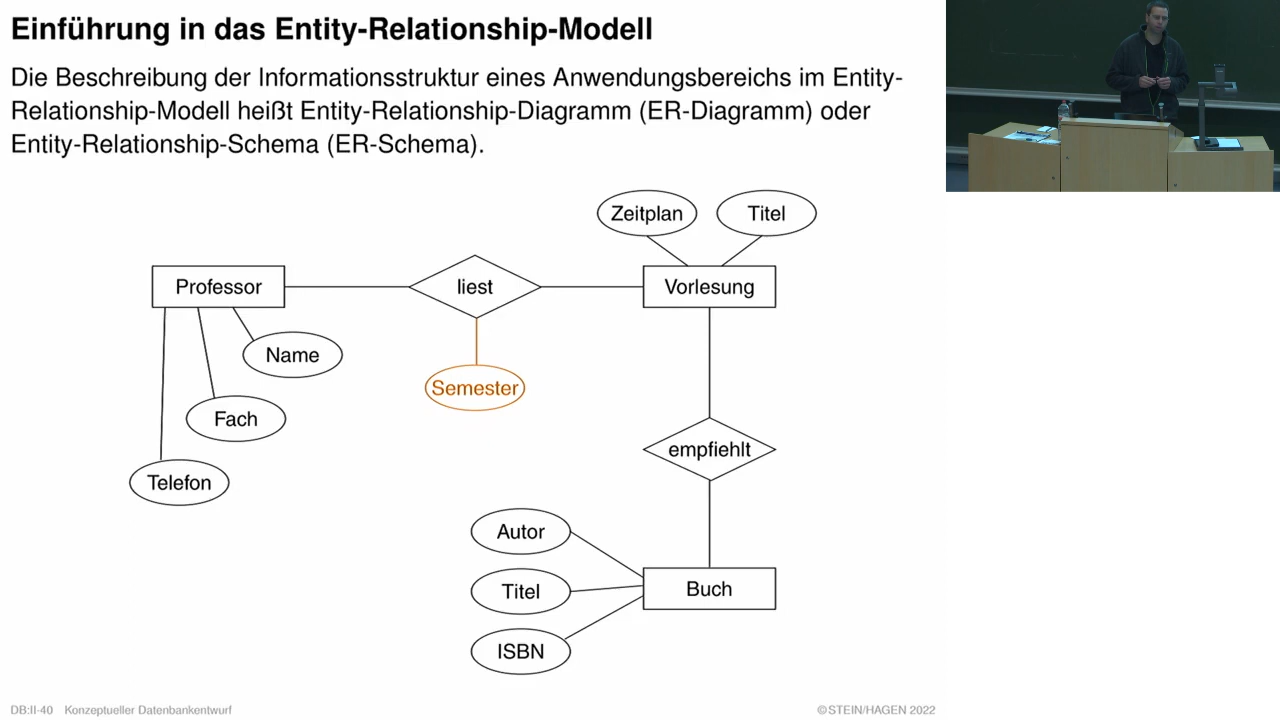 Einführung in das Entity-Relationship-Modell
Die Beschreibung der Informationsstruktur eines Anwendungsbereichs im Entity-
Relationship-Modell heißt Entity-Relationship-Diagramm (ER-Diagramm) oder
Entity-Relationship-Schema (ER-Schema).
Zeitplan
Titel
Professor
liest
Vorlesung
Name
Semester
Fach
empfiehlt
Telefon
Autor
Titel
Buch
ISBN
DB:II-40 Konzeptueller Datenbankentwurf
©STEIN/HAGEN 2022